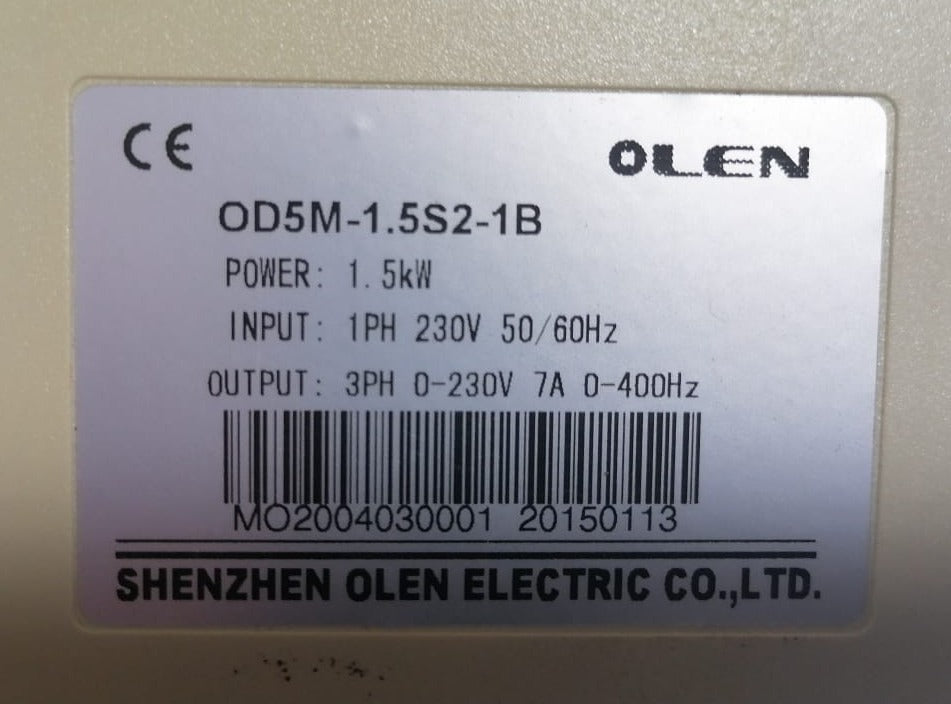 CE
OLEN
OD5M-1.5S2-1B
POWER: 1.5kW
INPUT: 1PH 230V 50/60Hz
OUTPUT: 3PH 0-230V 7A 0-400Hz
MO2004030001 20150113
SHENZHEN OLEN ELECTRIC CO.,LTD.